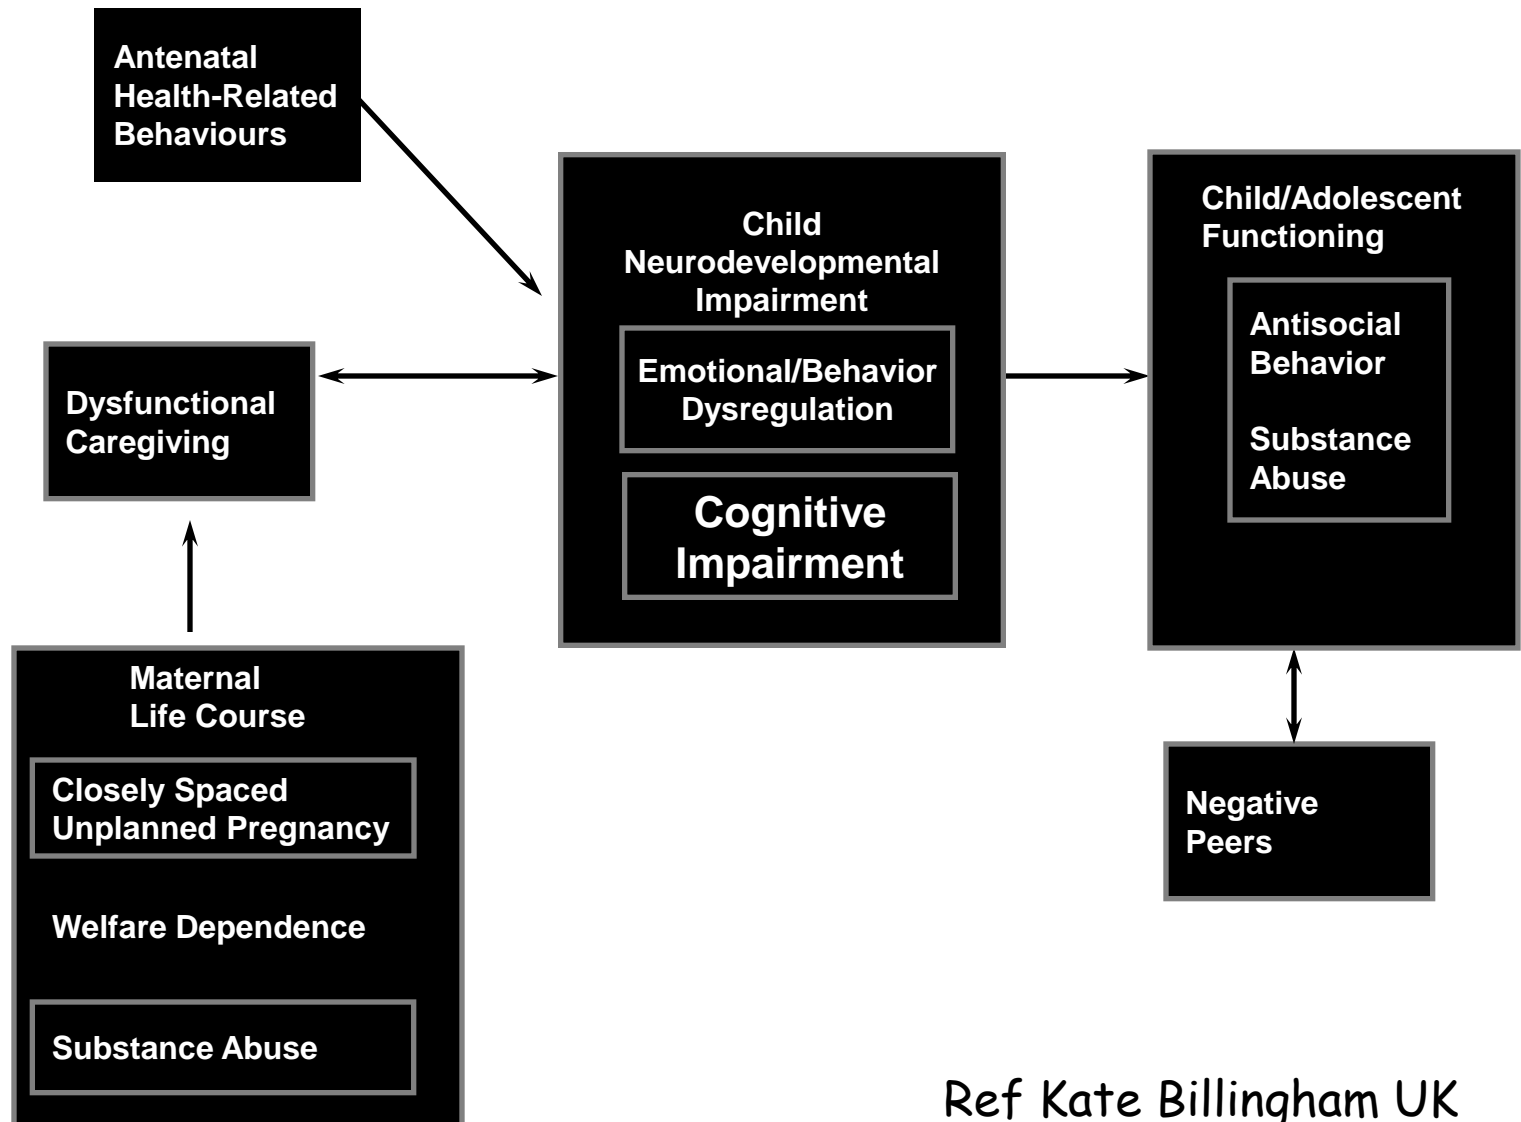 Antenatal
Health-Related
Behaviours
Child
Neurodevelopmental
Impairment
Emotional/Behavior
Dysregulation
Cognitive
Impairment
Child/Adolescent
Functioning
Antisocial
Behavior
Substance
Abuse
Dysfunctional
Caregiving
Maternal
Life Course
Closely Spaced
Unplanned Pregnancy
Welfare Dependence
Substance Abuse
Negative
Peers
Ref Kate Billingham UK